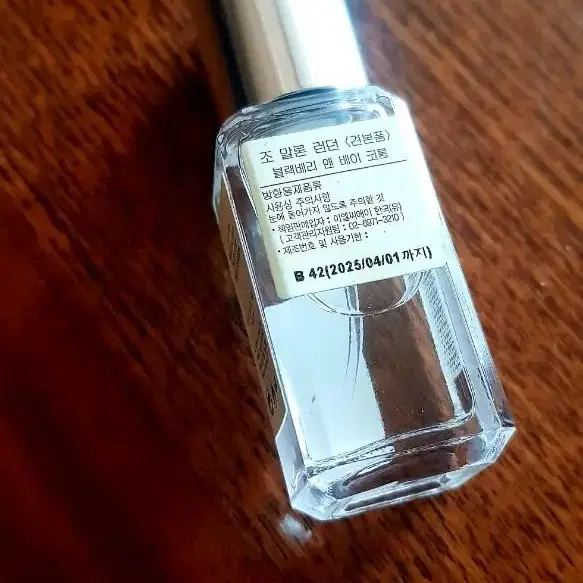 조 말론 런던 <견본품>
블랙베리 앤 베이 코롱
방향용제품류
사용상 주의사항
눈에 들어가지 않도록 주의할 것
• 책임판매업자 : 이엘씨에이 한국(유)
( 고객관리지원팀 : 02-6971-3210 )
• 제조번호 및 사용기한 :
B 42(2025/04/01까지)